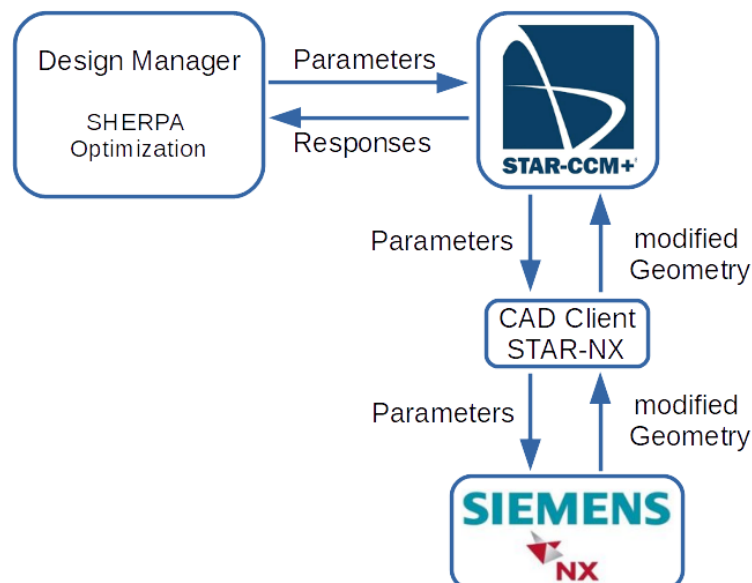 Design Manager
SHERPA
Optimization
Parameters
Responses
STAR-CCM+
Parameters
modified
Geometry
CAD Client
STAR-NX
Parameters
modified
Geometry
SIEMENS
NX